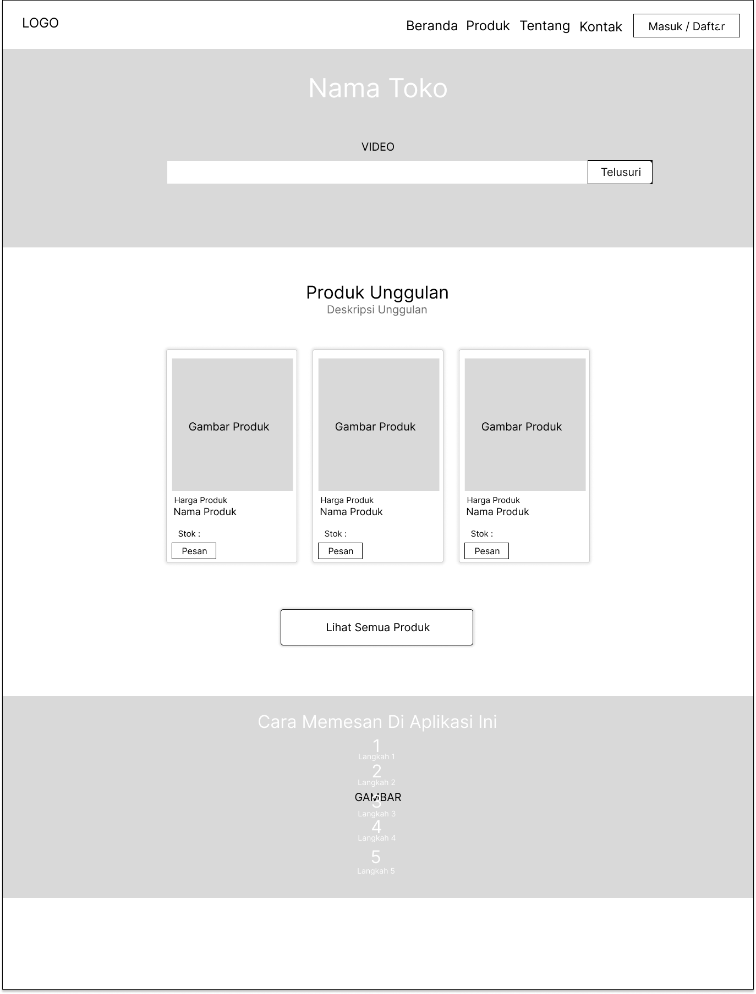 LOGO
Beranda Produk Tentang Kontak Masuk / Daftar
Nama Toko
VIDEO
Telusuri
Produk Unggulan
Deskripsi Unggulan
Gambar Produk Gambar Produk Gambar Produk
Harga Produk Harga Produk Harga Produk
Nama Produk Nama Produk Nama Produk
Stok : Stok : Stok :
Pesan Pesan Pesan
Lihat Semua Produk
Cara Memesan Di Aplikasi Ini
1
Langkah 1
2
Langkah 2
GAMBAR
3
Langkah 3
4
Langkah 4
5
Langkah 5